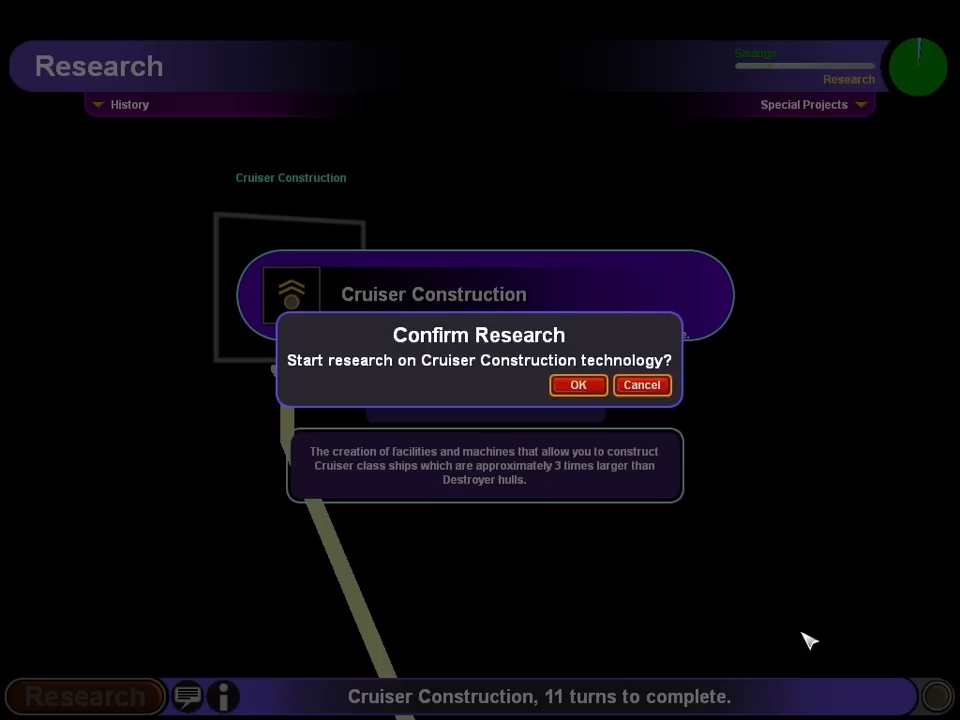 Research
Savings
Research
History
Special Projects
Cruiser Construction
Cruiser Construction
Confirm Research
Start research on Cruiser Construction technology?
OK
Cancel
The creation of facilities and machines that allow you to construct
Cruiser class ships which are approximately 3 times larger than
Destroyer hulls.
Research
Cruiser Construction, 11 turns to complete.